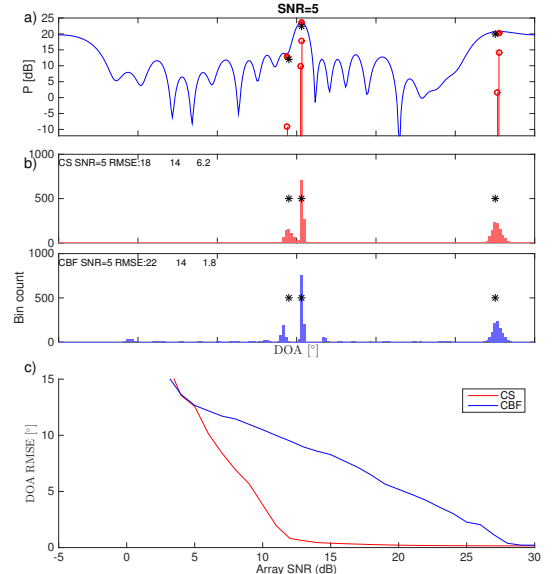 SNR=5
a)
25
20
15
10
5
0
-5
-10
P [dB]
b)
1000
CS SNR=5 RMSE:18 14 6.2
500
0
1000
CBF SNR=5 RMSE:22 14 1.8
500
0
Bin count
DOA [°]
c)
15
10
5
0
DOA RMSE [°]
CS
CBF
-5 0 5 10 15 20 25 30
Array SNR (dB)